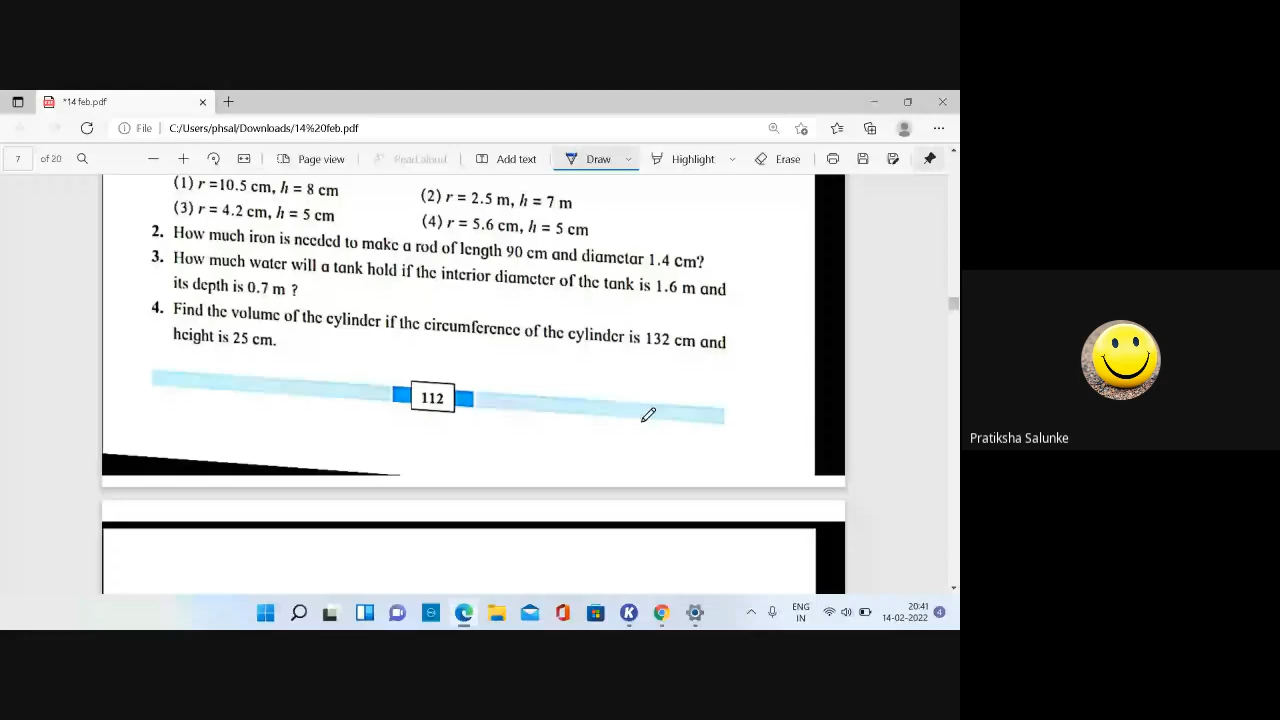 *14 feb.pdf
File C:/Users/phsal/Downloads/14%20feb.pdf
7 of 20 Page view Read aloud Add text Draw Highlight Erase
(1) r =10.5 cm, h = 8 cm (2) r = 2.5 m, h = 7 m
(3) r = 4.2 cm, h = 5 cm (4) r = 5.6 cm, h = 5 cm
2. How much iron is needed to make a rod of length 90 cm and diametar 1.4 cm?
3. How much water will a tank hold if the interior diameter of the tank is 1.6 m and
its depth is 0.7 m ?
4. Find the volume of the cylinder if the circumference of the cylinder is 132 cm and
height is 25 cm.
112
Pratiksha Salunke
ENG 20:41
IN 14-02-2022 4